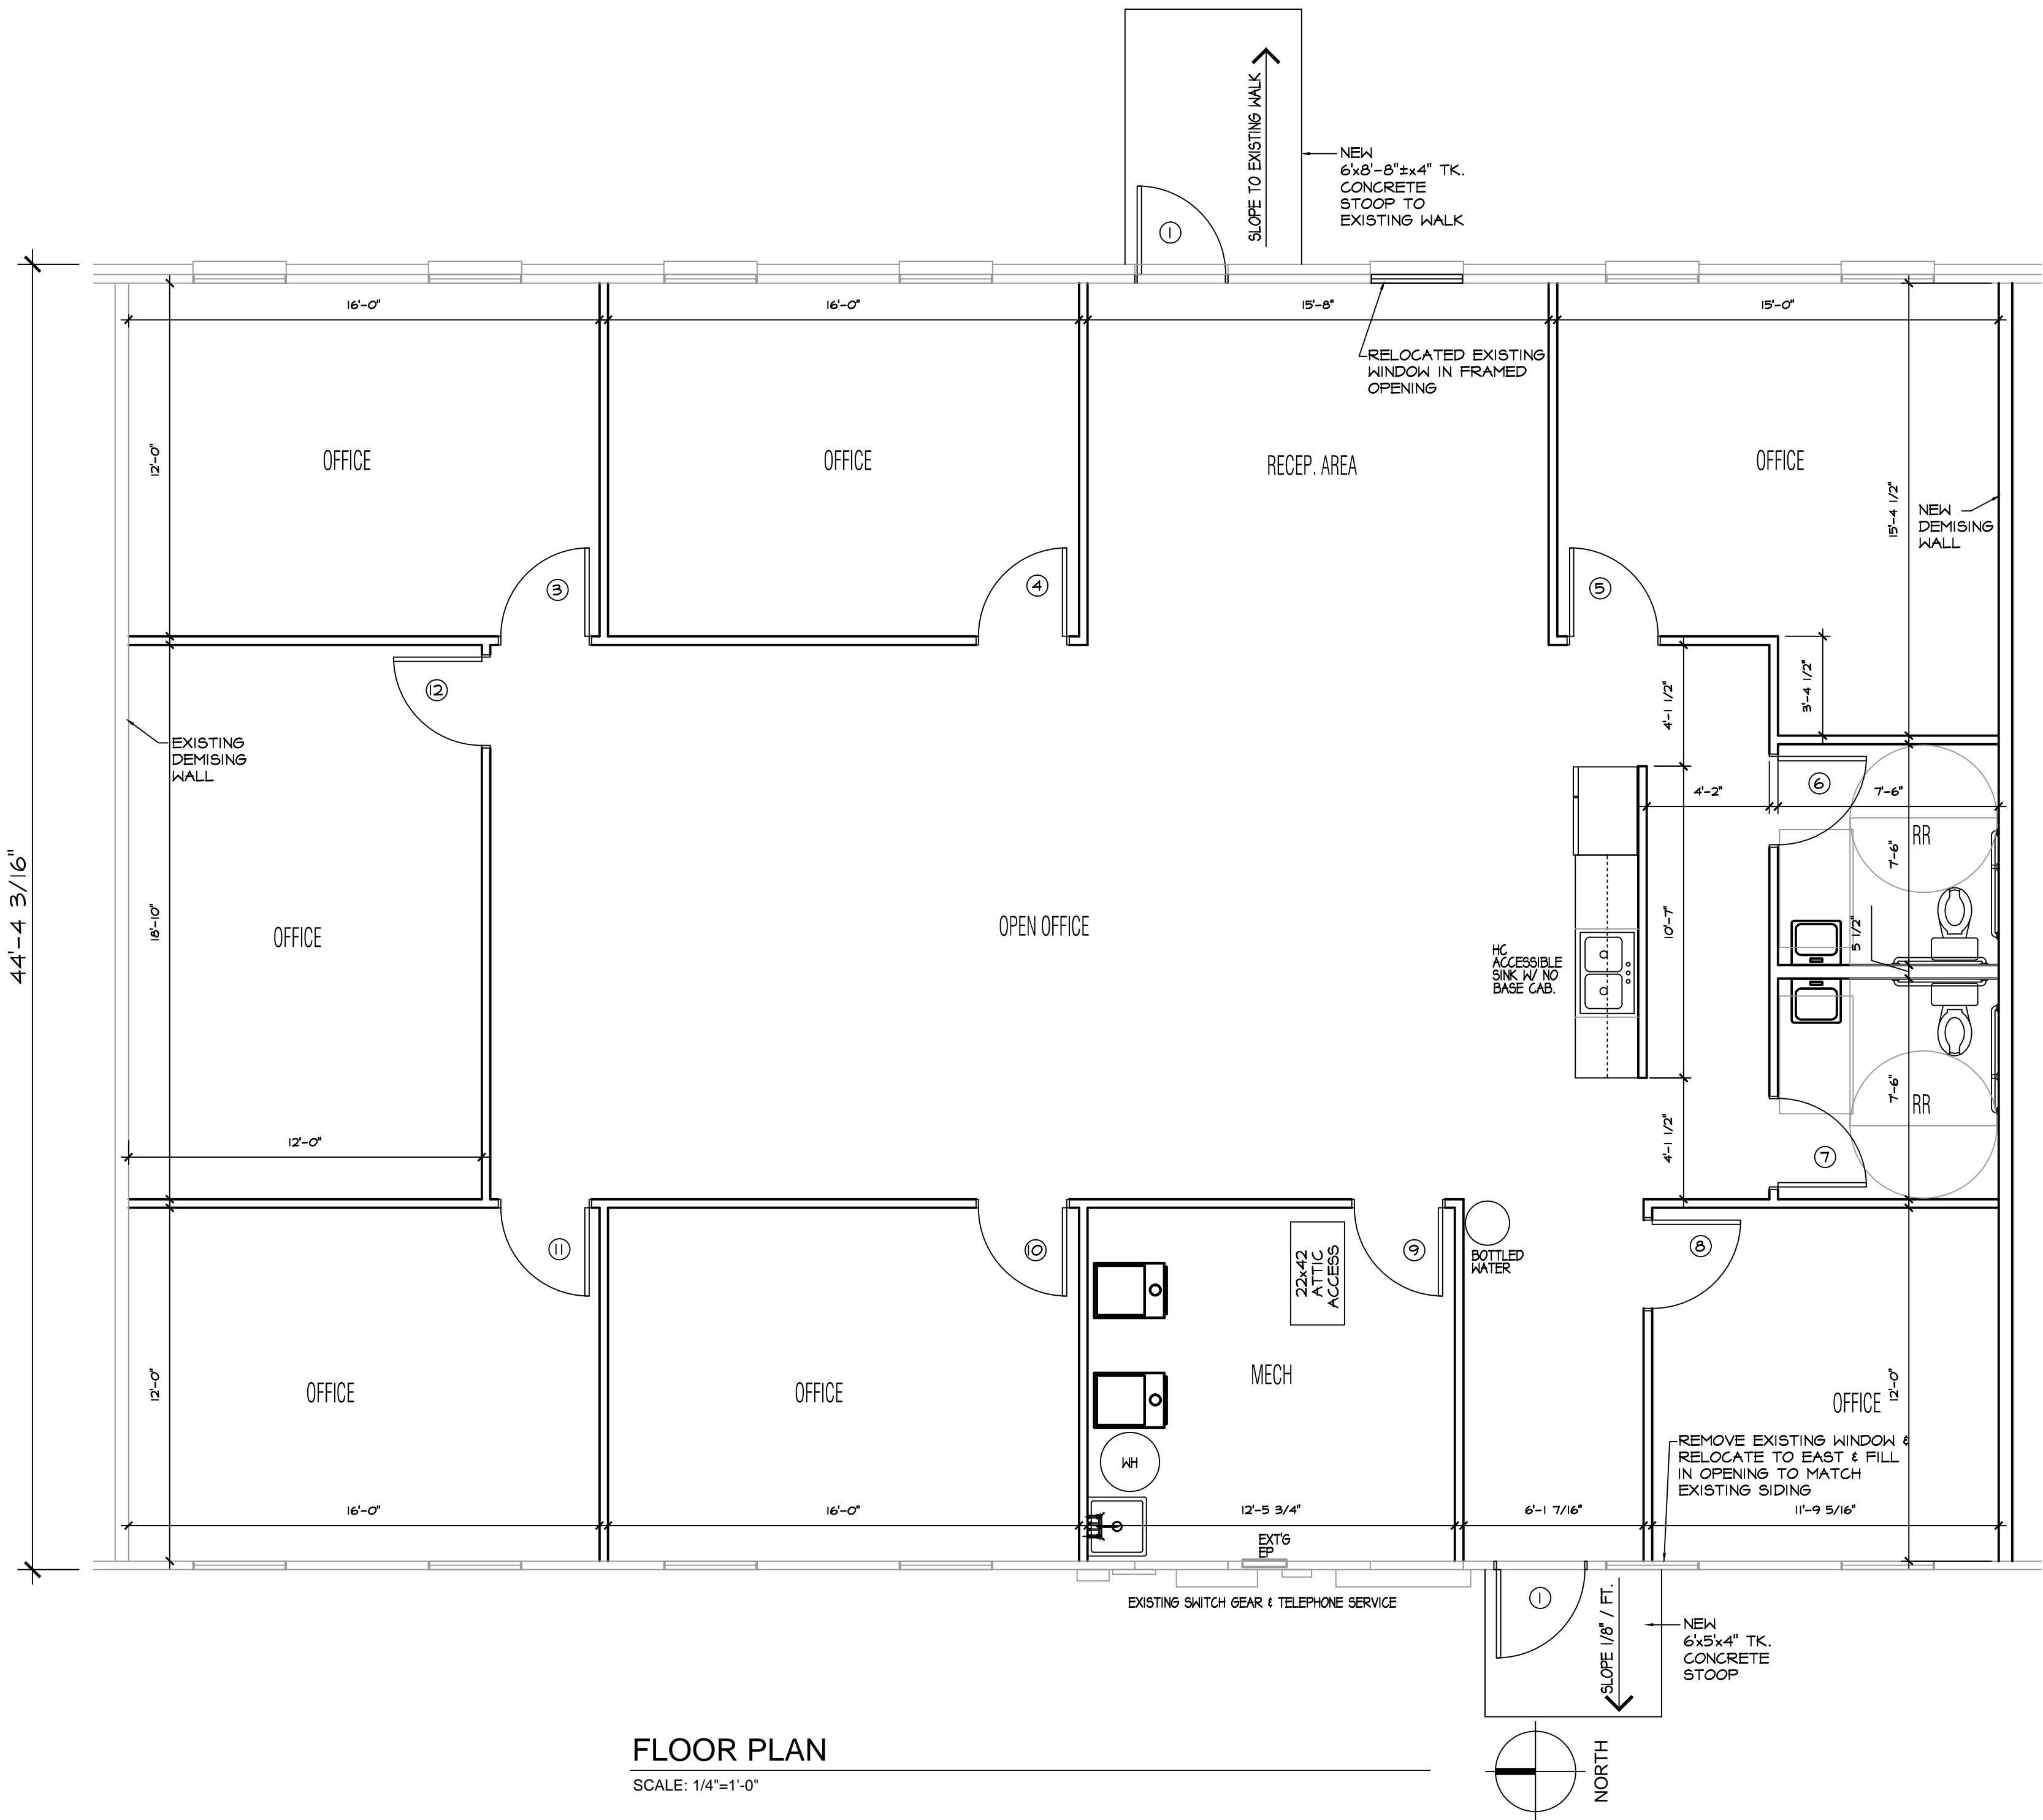 SLOPE TO EXISTING WALK
NEW
6'x8'-8"±x4" TK.
CONCRETE
STOOP TO
EXISTING WALK
1
16'-0"
16'-0"
15'-8"
15'-0"
RELOCATED EXISTING
WINDOW IN FRAMED
OPENING
12'-0"
OFFICE
OFFICE
RECEP. AREA
OFFICE
15'-4 1/2"
NEW
DEMISING
WALL
3
4
5
12
EXISTING
DEMISING
WALL
4'-1 1/2"
3'-4 1/2"
6
4'-2"
7'-6"
RR
7'-6"
44'-4 3/16"
18'-10"
OFFICE
OPEN OFFICE
HC
ACCESSIBLE
SINK W/ NO
BASE CAB.
10'-7"
5 1/2"
7'-6"
RR
12'-0"
4'-1 1/2"
7
11
10
9
8
22x42
ATTIC
ACCESS
BOTTLED
WATER
12'-0"
OFFICE
OFFICE
MECH
OFFICE
12'-0"
WH
REMOVE EXISTING WINDOW &
RELOCATE TO EAST & FILL
IN OPENING TO MATCH
EXISTING SIDING
16'-0"
16'-0"
12'-5 3/4"
6'-1 7/16"
11'-9 5/16"
EXT'G
EP
EXISTING SWITCH GEAR & TELEPHONE SERVICE
1
SLOPE 1/8" / FT.
NEW
6'x5'x4" TK.
CONCRETE
STOOP
FLOOR PLAN
SCALE: 1/4"=1'-0"
NORTH